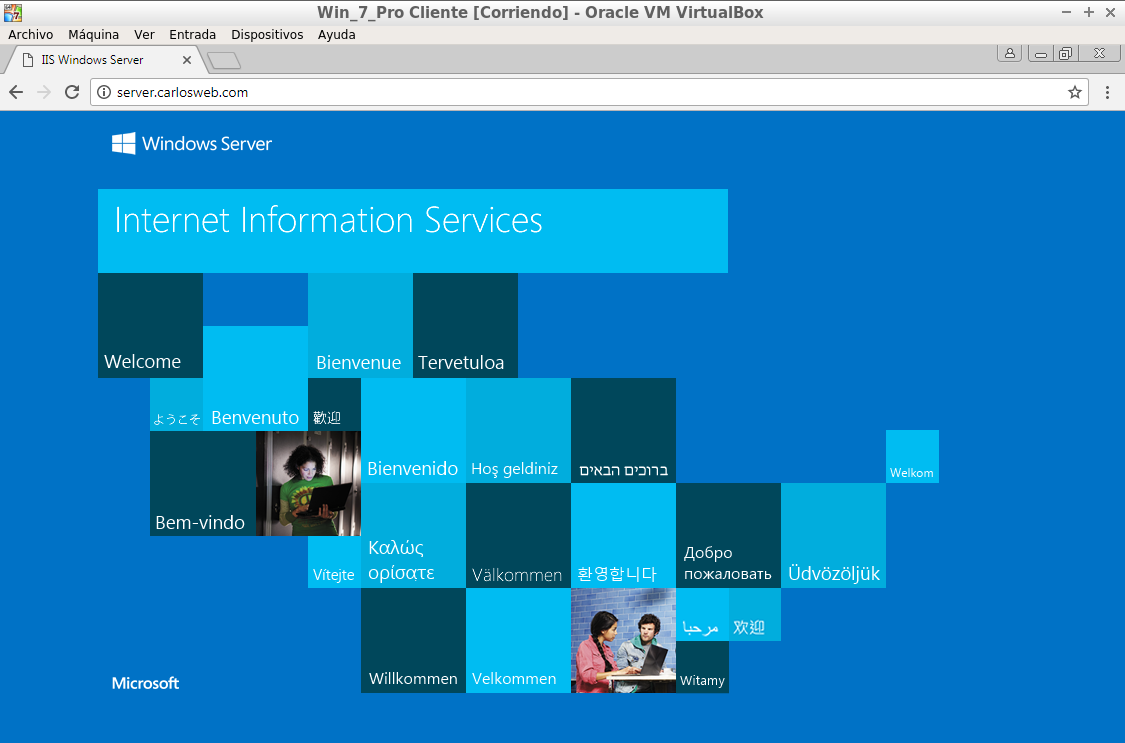 Win_7_Pro Cliente [Corriendo] - Oracle VM VirtualBox
Archivo Máquina Ver Entrada Dispositivos Ayuda
IIS Windows Server
server.carlosweb.com
Windows Server
Internet Information Services
Welcome
Bienvenue
Tervetuloa
ようこそ
Benvenuto
歡迎
Bienvenido
Hoş geldiniz
ברוכים הבאים
Welkom
Bem-vindo
Vítejte
Καλώς
ορίσατε
Välkommen
환영합니다
Добро
пожаловать
Üdvözöljük
مرحبا
欢迎
Willkommen
Velkommen
Witamy
Microsoft